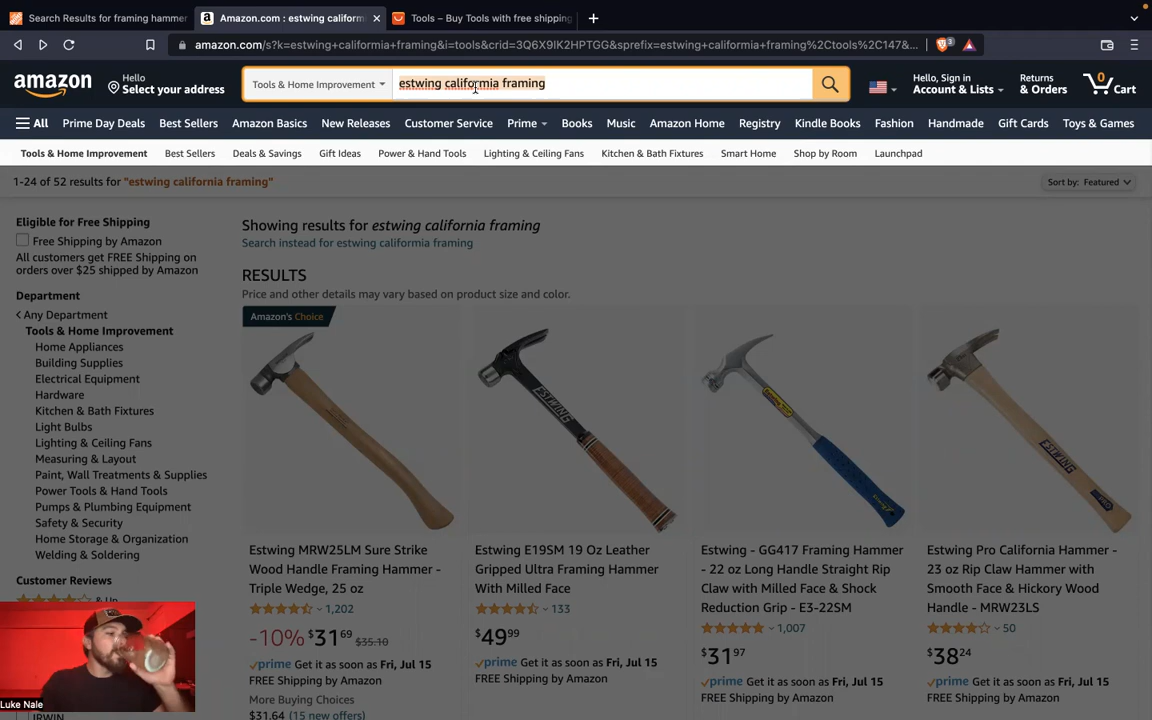 Search Results for framing hammer
Amazon.com : estwing californ
Tools – Buy Tools with free shipping
amazon.com/s?k=estwing+california+framing&i=tools&crid=3Q6X9IK2HPTGG&sprefix=estwing+california+framing%2Ctools%2C147&...
3
amazon
Hello
Select your address
Tools & Home Improvement
estwing california framing
Hello, Sign in
Account & Lists
Returns
& Orders
0
Cart
All
Prime Day Deals
Best Sellers
Amazon Basics
New Releases
Customer Service
Prime
Books
Music
Amazon Home
Registry
Kindle Books
Fashion
Handmade
Gift Cards
Toys & Games
Tools & Home Improvement
Best Sellers
Deals & Savings
Gift Ideas
Power & Hand Tools
Lighting & Ceiling Fans
Kitchen & Bath Fixtures
Smart Home
Shop by Room
Launchpad
1-24 of 52 results for "estwing california framing"
Sort by: Featured
Eligible for Free Shipping
Free Shipping by Amazon
All customers get FREE Shipping on
orders over $25 shipped by Amazon
Department
Any Department
Tools & Home Improvement
Home Appliances
Building Supplies
Electrical Equipment
Hardware
Kitchen & Bath Fixtures
Light Bulbs
Lighting & Ceiling Fans
Measuring & Layout
Paint, Wall Treatments & Supplies
Power Tools & Hand Tools
Pumps & Plumbing Equipment
Safety & Security
Home Storage & Organization
Welding & Soldering
Customer Reviews
& Up
Luke Nale
IRWIN
Showing results for estwing california framing
Search instead for estwing california framing
RESULTS
Price and other details may vary based on product size and color.
Amazon's Choice
ESTWING
ESTWING
Estwing MRW25LM Sure Strike
Wood Handle Framing Hammer -
Triple Wedge, 25 oz
1,202
-10% $31 69 $35.10
prime Get it as soon as Fri, Jul 15
FREE Shipping by Amazon
More Buying Choices
$31.64 (15 new offers)
Estwing E19SM 19 Oz Leather
Gripped Ultra Framing Hammer
With Milled Face
133
$49 99
prime Get it as soon as Fri, Jul 15
FREE Shipping by Amazon
Estwing - GG417 Framing Hammer
- 22 oz Long Handle Straight Rip
Claw with Milled Face & Shock
Reduction Grip - E3-22SM
1,007
$31 97
prime Get it as soon as Fri, Jul 15
FREE Shipping by Amazon
Estwing Pro California Hammer -
23 oz Rip Claw Hammer with
Smooth Face & Hickory Wood
Handle - MRW23LS
50
$38 24
prime Get it as soon as Fri, Jul 15
FREE Shipping by Amazon